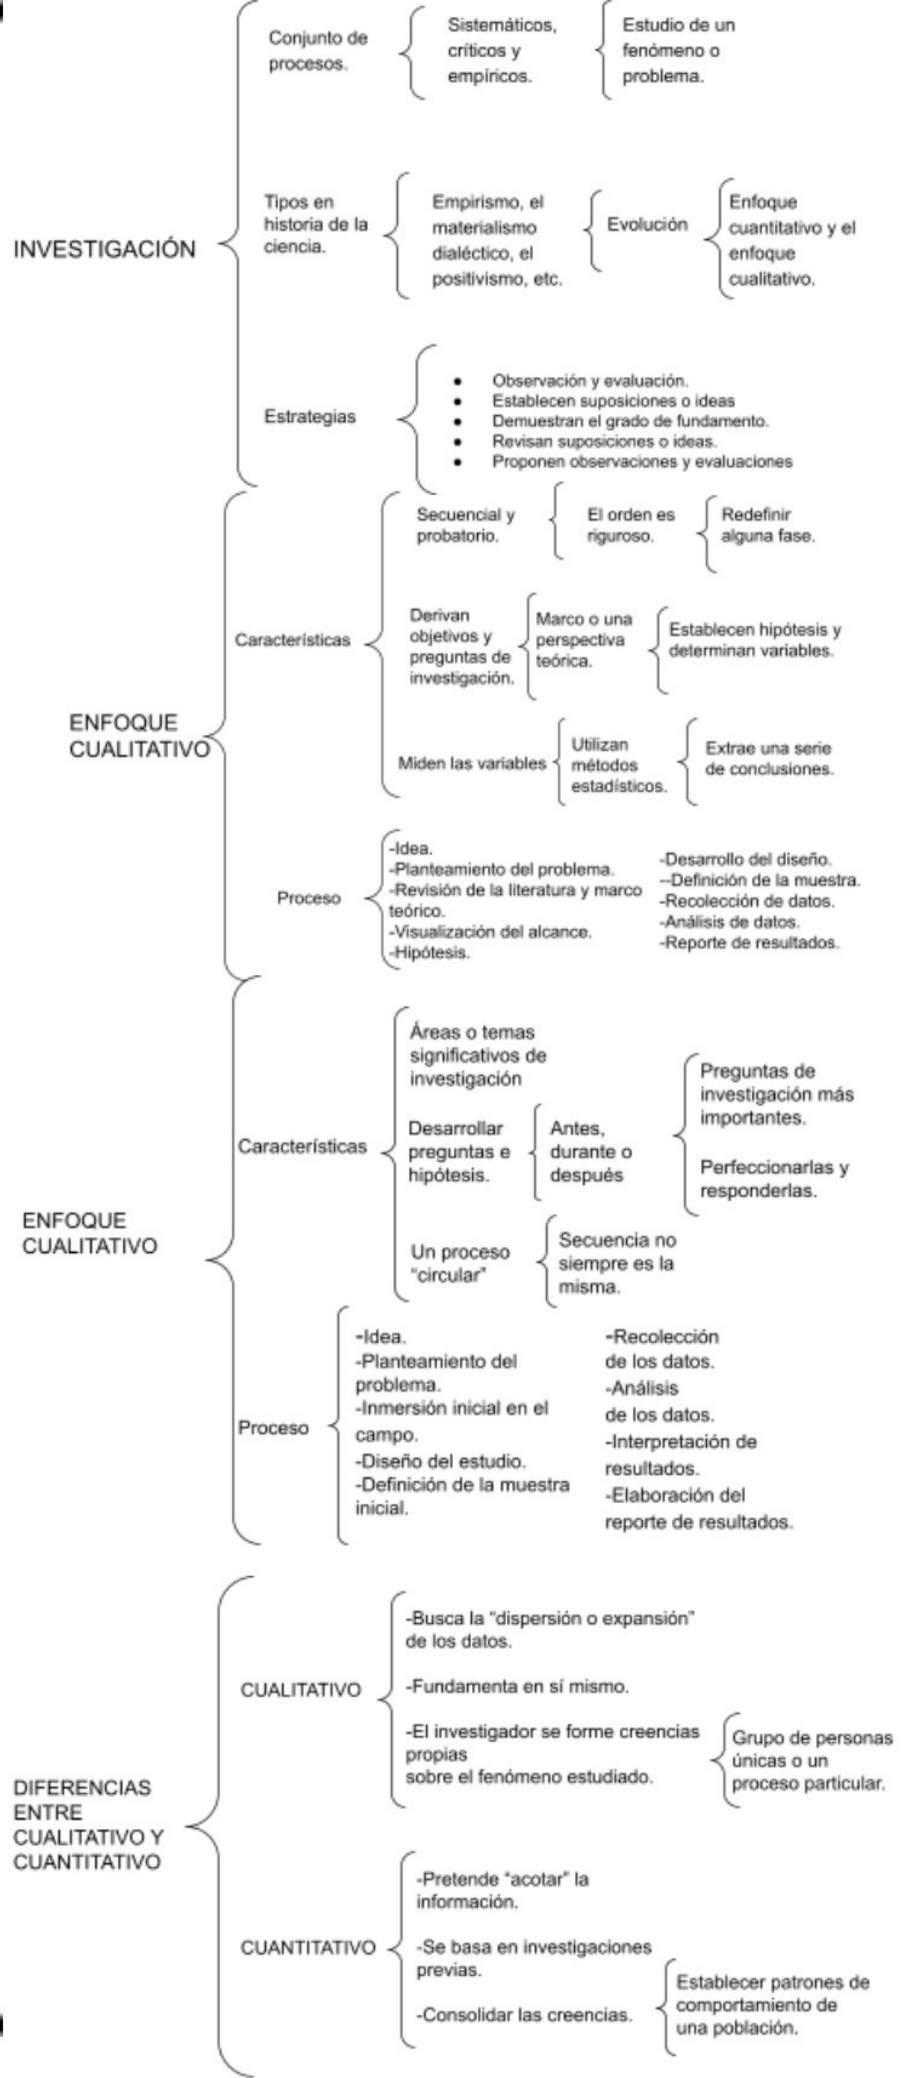 INVESTIGACIÓN
Conjunto de
procesos.
Sistemáticos,
críticos y
empíricos.
Estudio de un
fenómeno o
problema.
Tipos en
historia de la
ciencia.
Empirismo, el
materialismo
dialéctico, el
positivismo, etc.
Evolución
Enfoque
cuantitativo y el
enfoque
cualitativo.
Estrategias
● Observación y evaluación.
● Establecen suposiciones o ideas
● Demuestran el grado de fundamento.
● Revisan suposiciones o ideas.
● Proponen observaciones y evaluaciones
ENFOQUE
CUALITATIVO
Características
Secuencial y
probatorio.
El orden es
riguroso.
Redefinir
alguna fase.
Derivan
objetivos y
preguntas de
investigación.
Marco o una
perspectiva
teórica.
Establecen hipótesis y
determinan variables.
Miden las variables
Utilizan
métodos
estadísticos.
Extrae una serie
de conclusiones.
Proceso
-Idea.
-Planteamiento del problema.
-Revisión de la literatura y marco
teórico.
-Visualización del alcance.
-Hipótesis.
-Desarrollo del diseño.
--Definición de la muestra.
-Recolección de datos.
-Análisis de datos.
-Reporte de resultados.
ENFOQUE
CUALITATIVO
Características
Áreas o temas
significativos de
investigación
Desarrollar
preguntas e
hipótesis.
Antes,
durante o
después
Preguntas de
investigación más
importantes.
Perfeccionarlas y
responderlas.
Un proceso
“circular”
Secuencia no
siempre es la
misma.
Proceso
-Idea.
-Planteamiento del
problema.
-Inmersión inicial en el
campo.
-Diseño del estudio.
-Definición de la muestra
inicial.
-Recolección
de los datos.
-Análisis
de los datos.
-Interpretación de
resultados.
-Elaboración del
reporte de resultados.
DIFERENCIAS
ENTRE
CUALITATIVO Y
CUANTITATIVO
CUALITATIVO
-Busca la “dispersión o expansión”
de los datos.
-Fundamenta en sí mismo.
-El investigador se forme creencias
propias
sobre el fenómeno estudiado.
Grupo de personas
únicas o un
proceso particular.
CUANTITATIVO
-Pretende “acotar” la
información.
-Se basa en investigaciones
previas.
-Consolidar las creencias.
Establecer patrones de
comportamiento de
una población.